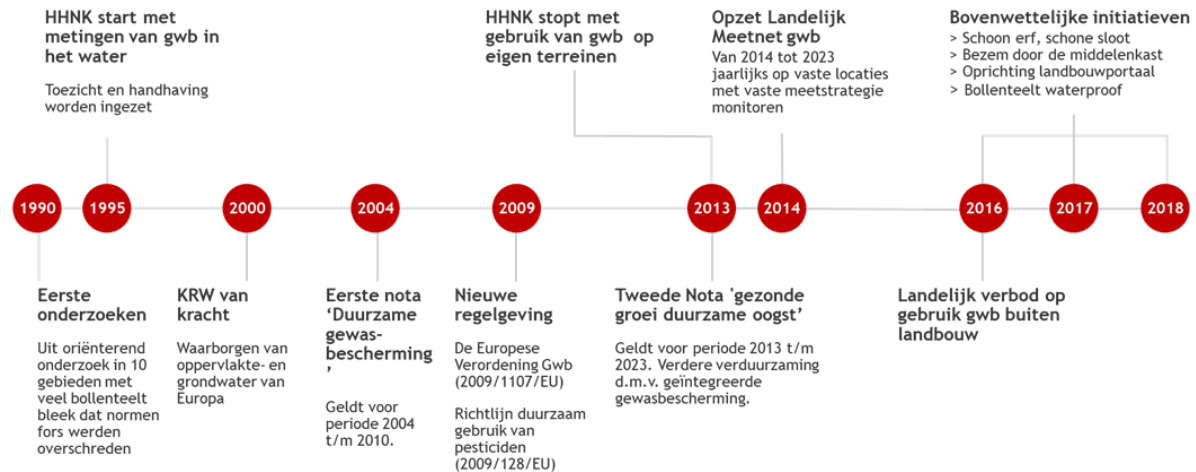 HHNK start met
metingen van gwb in
het water
Toezicht en handhaving
worden ingezet
HHNK stopt met
gebruik van gwb op
eigen terreinen
Opzet Landelijk
Meetnet gwb
Van 2014 tot 2023
jaarlijks op vaste locaties
met vaste meetstrategie
monitoren
Bovenwettelijke initiatieven
> Schoon erf, schone sloot
> Bezem door de middelenkast
> Oprichting landbouwportaal
> Bollenteelt waterproof
1990
1995
2000
2004
2009
2013
2014
2016
2017
2018
Eerste
onderzoeken
Uit oriënterend
onderzoek in 10
gebieden met
veel bollenteelt
bleek dat normen
fors werden
overschreden
KRW van
kracht
Waarborgen van
oppervlakte- en
grondwater van
Europa
Eerste nota
‘Duurzame
gewas-
bescherming
’
Geldt voor
periode 2004
t/m 2010.
Nieuwe
regelgeving
De Europese
Verordening Gwb
(2009/1107/EU)
Richtlijn duurzaam
gebruik van
pesticiden
(2009/128/EU)
Tweede Nota 'gezonde
groei duurzame oogst’
Geldt voor periode 2013 t/m
2023. Verdere verduurzaming
d.m.v. geïntegreerde
gewasbescherming.
Landelijk verbod op
gebruik gwb buiten
landbouw